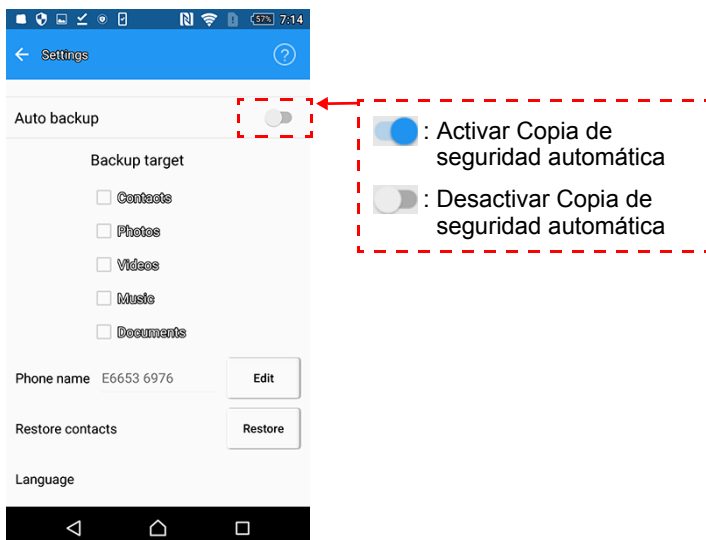 57% 7:14
Settings
?
Auto backup
Backup target
Contacts
Photos
Videos
Music
Documents
Phone name E6653 6976 Edit
Restore contacts Restore
Language
: Activar Copia de
seguridad automática
: Desactivar Copia de
seguridad automática